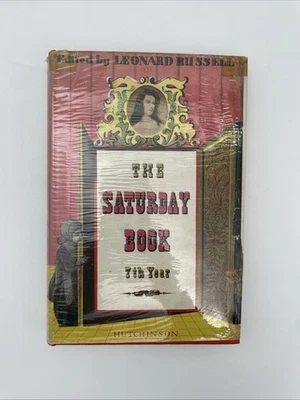 Edited by LEONARD RUSSELL
THE
SATURDAY
BOOK
7th Year
HUTCHINSON